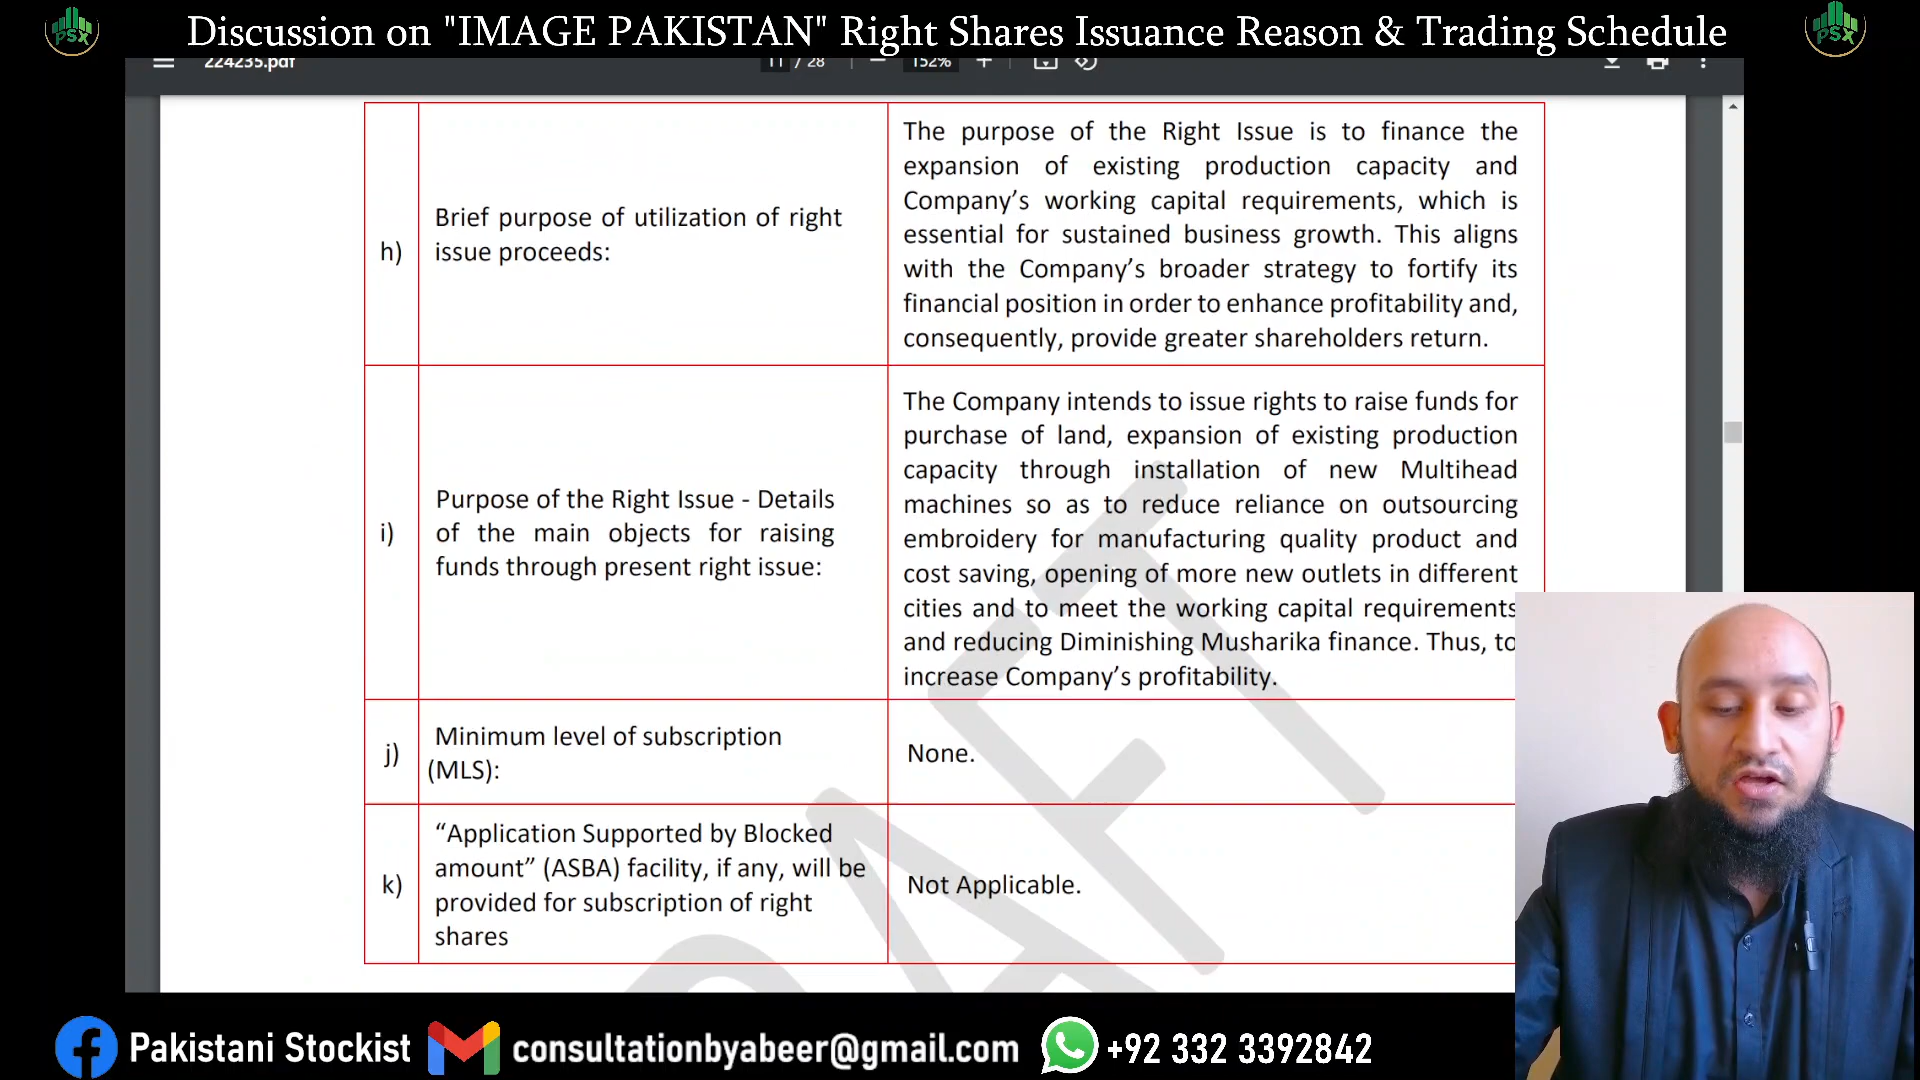 Discussion on "IMAGE PAKISTAN" Right Shares Issuance Reason & Trading Schedule
PSX
PSX
224235.pdf
11 / 28
152%
h)
Brief purpose of utilization of right
issue proceeds:
The purpose of the Right Issue is to finance the
expansion of existing production capacity and
Company’s working capital requirements, which is
essential for sustained business growth. This aligns
with the Company’s broader strategy to fortify its
financial position in order to enhance profitability and,
consequently, provide greater shareholders return.
i)
Purpose of the Right Issue - Details
of the main objects for raising
funds through present right issue:
The Company intends to issue rights to raise funds for
purchase of land, expansion of existing production
capacity through installation of new Multihead
machines so as to reduce reliance on outsourcing
embroidery for manufacturing quality product and
cost saving, opening of more new outlets in different
cities and to meet the working capital requirements
and reducing Diminishing Musharika finance. Thus, to
increase Company’s profitability.
j)
Minimum level of subscription
(MLS):
None.
k)
“Application Supported by Blocked
amount” (ASBA) facility, if any, will be
provided for subscription of right
shares
Not Applicable.
Pakistani Stockist
consultationbyabeer@gmail.com
+92 332 3392842